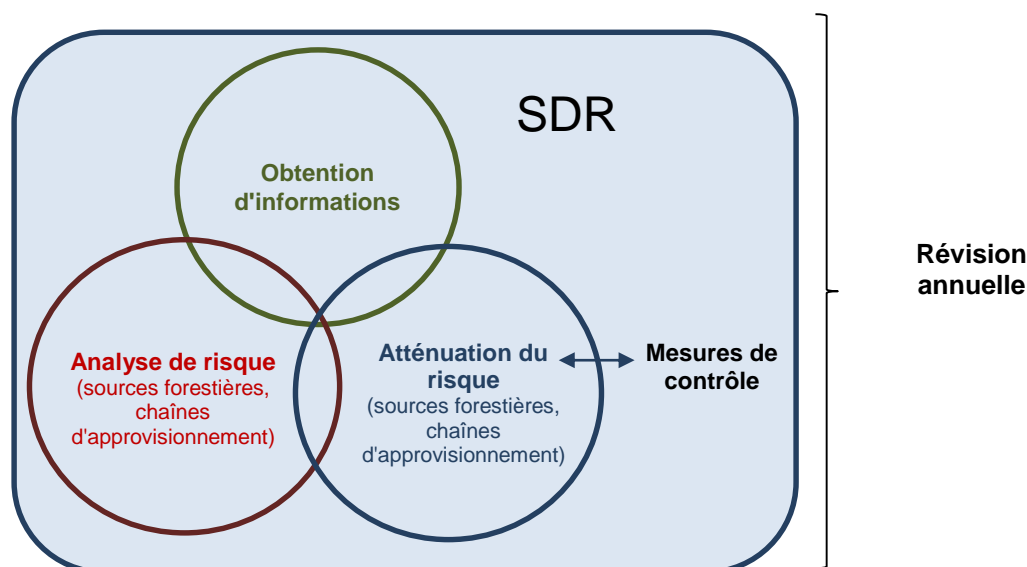 SDR
Obtention
d'informations
Analyse de risque
(sources forestières,
chaînes
d'approvisionnement)
Atténuation du
risque
(sources forestières,
chaînes
d'approvisionnement)
Mesures de
contrôle
Révision
annuelle